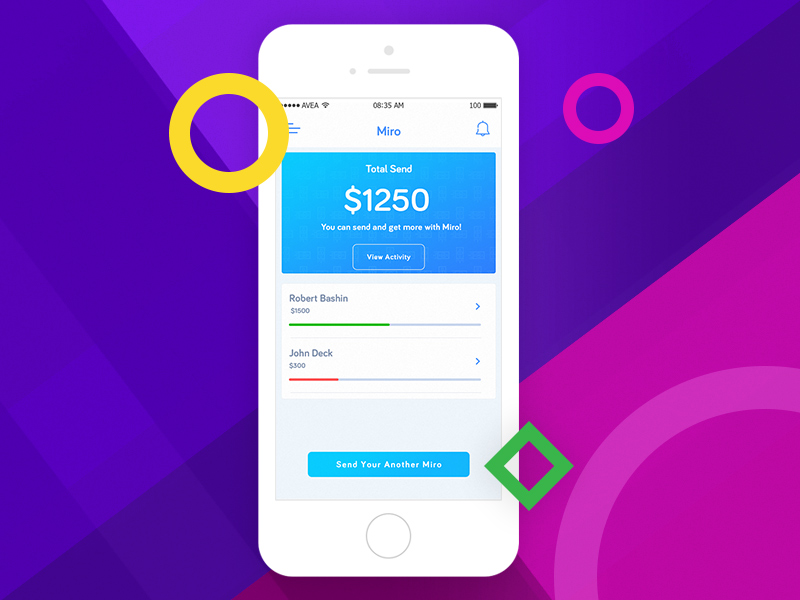 AVEA 08:35 AM 100
Miro
Total Send
$1250
You can send and get more with Miro!
View Activity
Robert Bashin
$1500
John Deck
$300
Send Your Another Miro